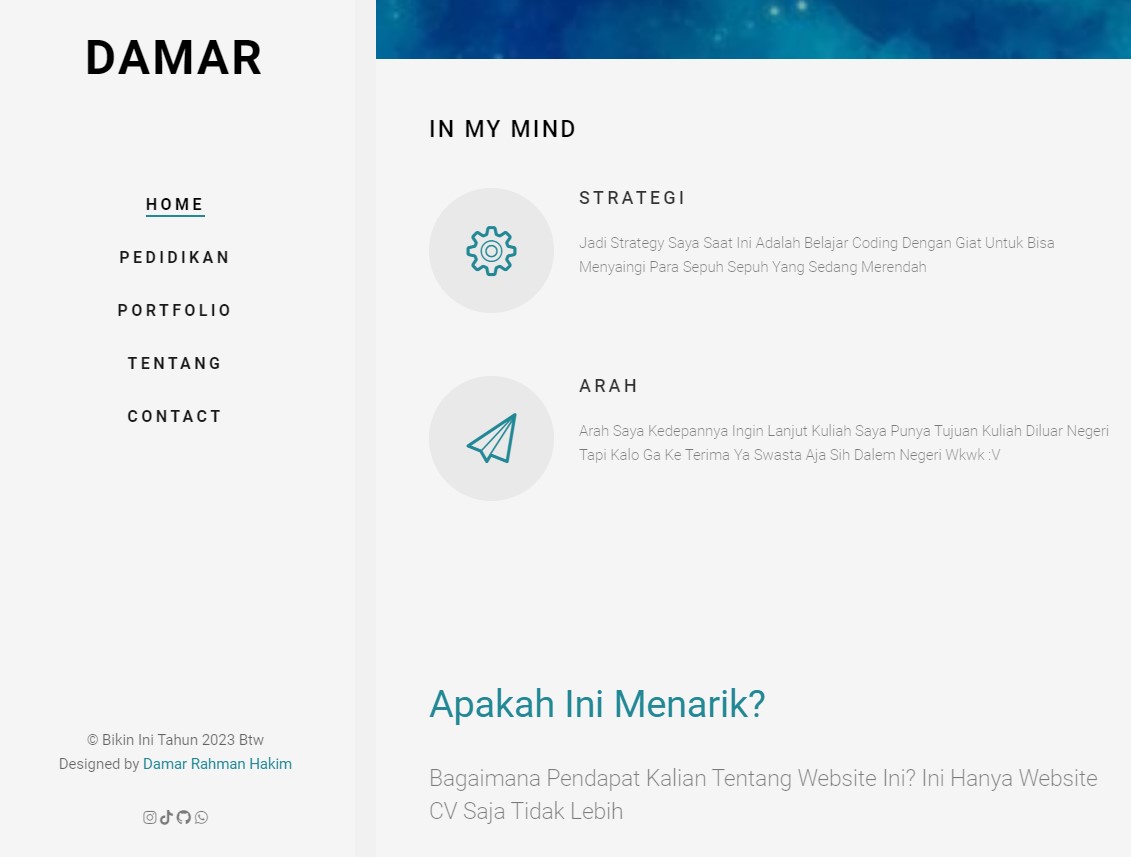 DAMAR
HOME
PEDIDIKAN
PORTFOLIO
TENTANG
CONTACT
© Bikin Ini Tahun 2023 Btw
Designed by Damar Rahman Hakim
IN MY MIND
STRATEGI
Jadi Strategy Saya Saat Ini Adalah Belajar Coding Dengan Giat Untuk Bisa
Menyaingi Para Sepuh Sepuh Yang Sedang Merendah
ARAH
Arah Saya Kedepannya Ingin Lanjut Kuliah Saya Punya Tujuan Kuliah Diluar Negeri
Tapi Kalo Ga Ke Terima Ya Swasta Aja Sih Dalem Negeri Wkwk :V
Apakah Ini Menarik?
Bagaimana Pendapat Kalian Tentang Website Ini? Ini Hanya Website
CV Saja Tidak Lebih